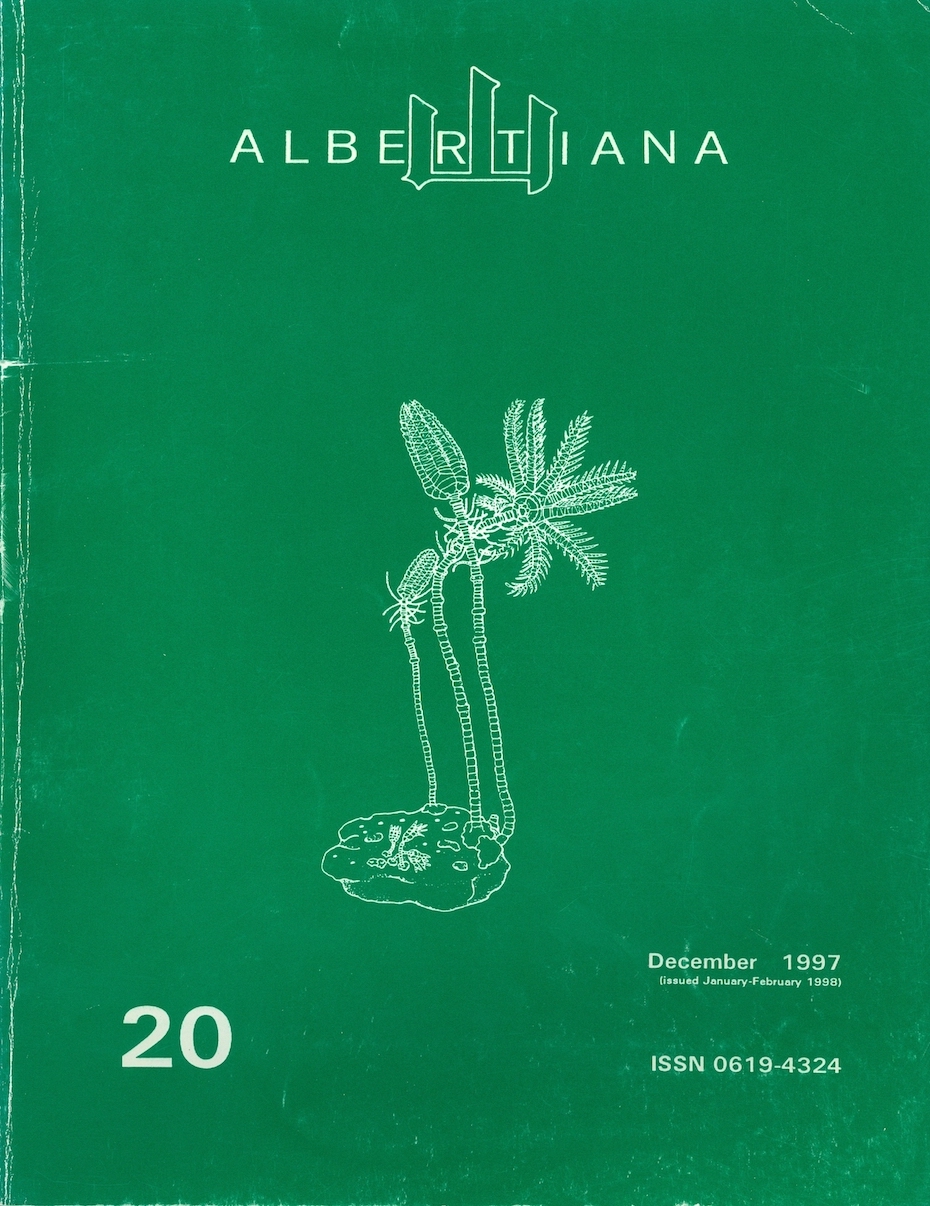 ALBERTIANA
December 1997
(issued January-February 1998)
20
ISSN 0619-4324